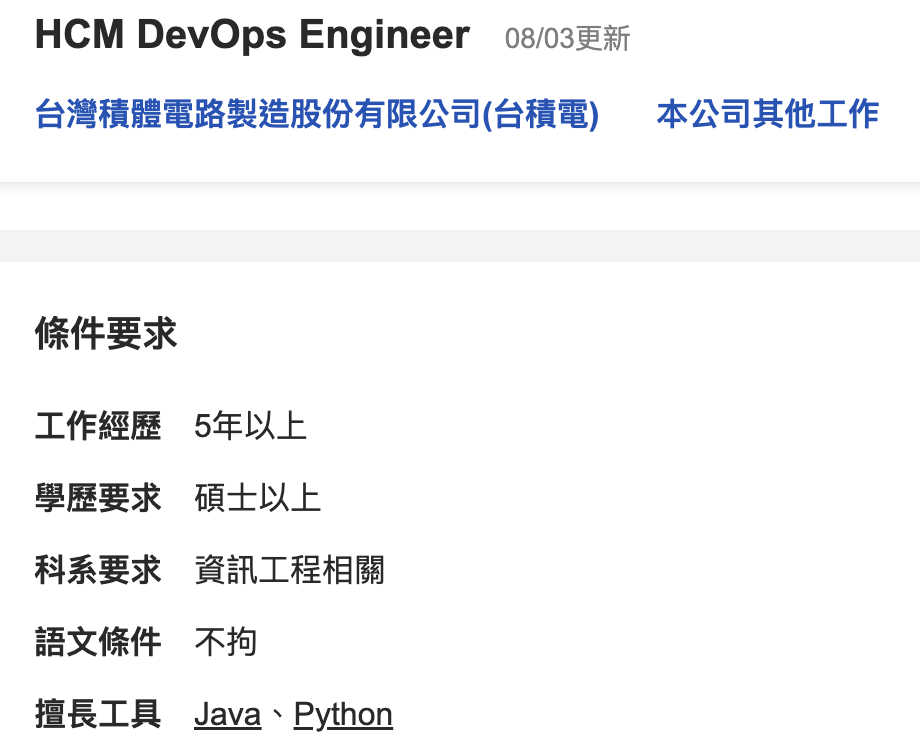 HCM DevOps Engineer 08/03更新
台灣積體電路製造股份有限公司(台積電) 本公司其他工作
條件要求
工作經歷 5年以上
學歷要求 碩士以上
科系要求 資訊工程相關
語文條件 不拘
擅長工具 Java、Python